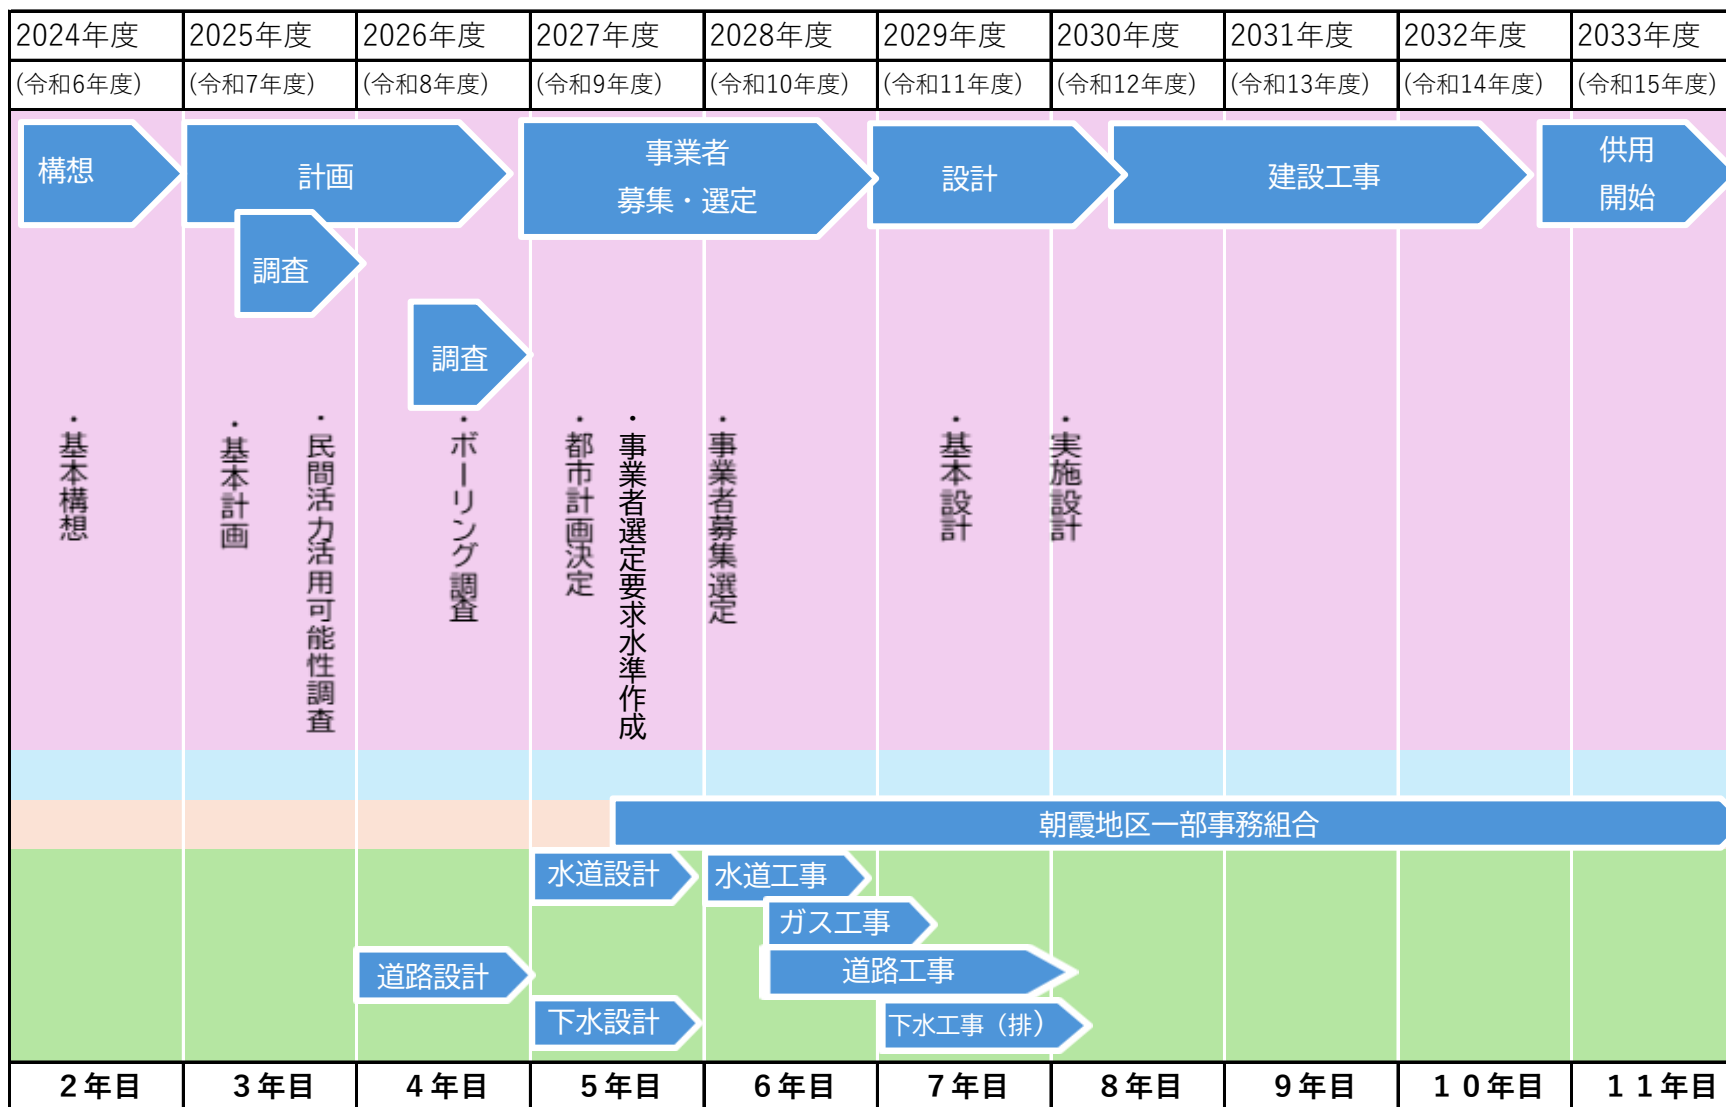 2024年度 2025年度 2026年度 2027年度 2028年度 2029年度 2030年度 2031年度 2032年度 2033年度
(令和6年度) (令和7年度) (令和8年度) (令和9年度) (令和10年度) (令和11年度) (令和12年度) (令和13年度) (令和14年度) (令和15年度)
構想
計画
事業者
募集・選定
設計
建設工事
供用
開始
調査
調査
・基本構想
・基本計画
・民間活力活用可能性調査
・ボーリング調査
・都市計画決定
・事業者選定要求水準作成
・事業者募集選定
・基本設計
・実施設計
朝霞地区一部事務組合
水道設計
水道工事
ガス工事
道路設計
道路工事
下水設計
下水工事（排）
２年目 ３年目 ４年目 ５年目 ６年目 ７年目 ８年目 ９年目 １０年目 １１年目